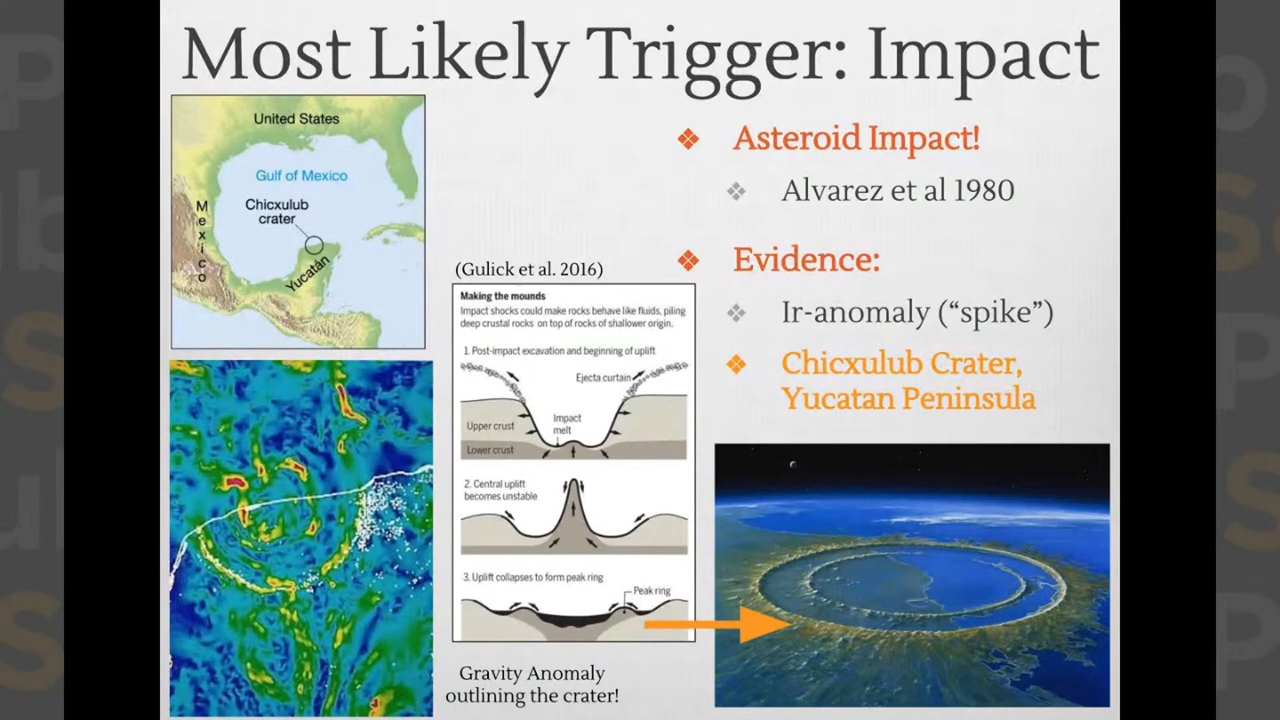 Most Likely Trigger: Impact
United States
Gulf of Mexico
Chicxulub
crater
Mexico
Yucatán
Asteroid Impact!
Alvarez et al 1980
Evidence:
Ir-anomaly (“spike”)
Chicxulub Crater,
Yucatan Peninsula
(Gulick et al. 2016)
Making the mounds
Impact shocks could make rocks behave like fluids, piling
deep crustal rocks on top of rocks of shallower origin.
1. Post-impact excavation and beginning of uplift
Ejecta curtain
Impact
melt
Upper crust
Lower crust
2. Central uplift
becomes unstable
3. Uplift collapses to form peak ring
Peak ring
Gravity Anomaly
outlining the crater!